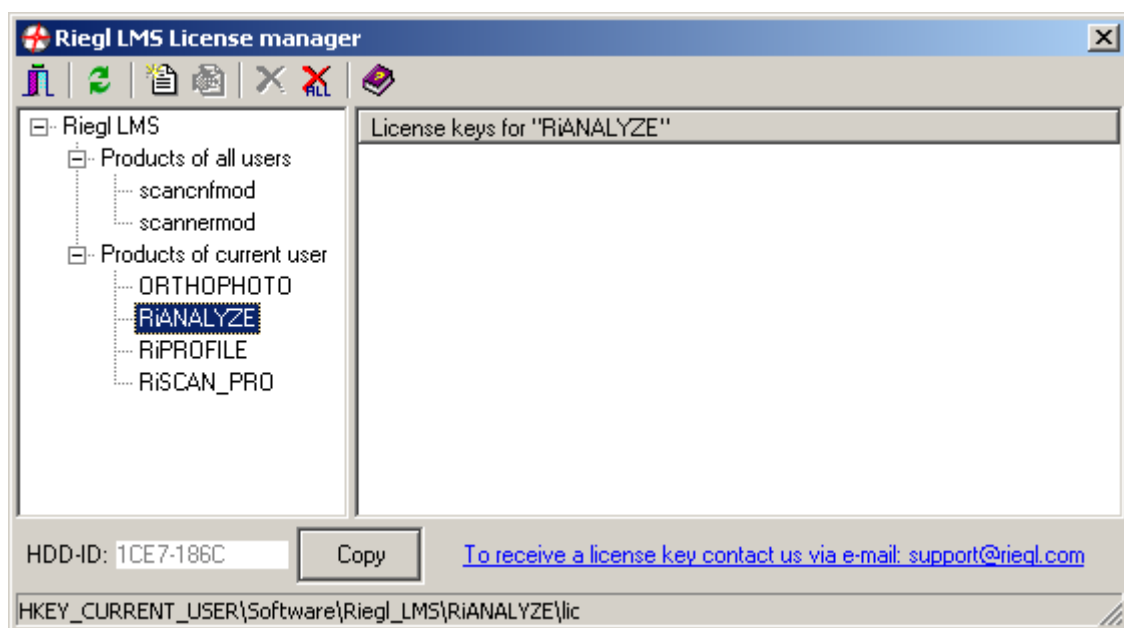 Riegl LMS License manager
ALL
Riegl LMS
Products of all users
scancnfmod
scannermod
Products of current user
ORTHOPHOTO
RiANALYZE
RiPROFILE
RiSCAN_PRO
License keys for "RiANALYZE"
HDD-ID: 1CE7-186C Copy To receive a license key contact us via e-mail: support@riegl.com
HKEY_CURRENT_USER\Software\Riegl_LMS\RiANALYZE\lic